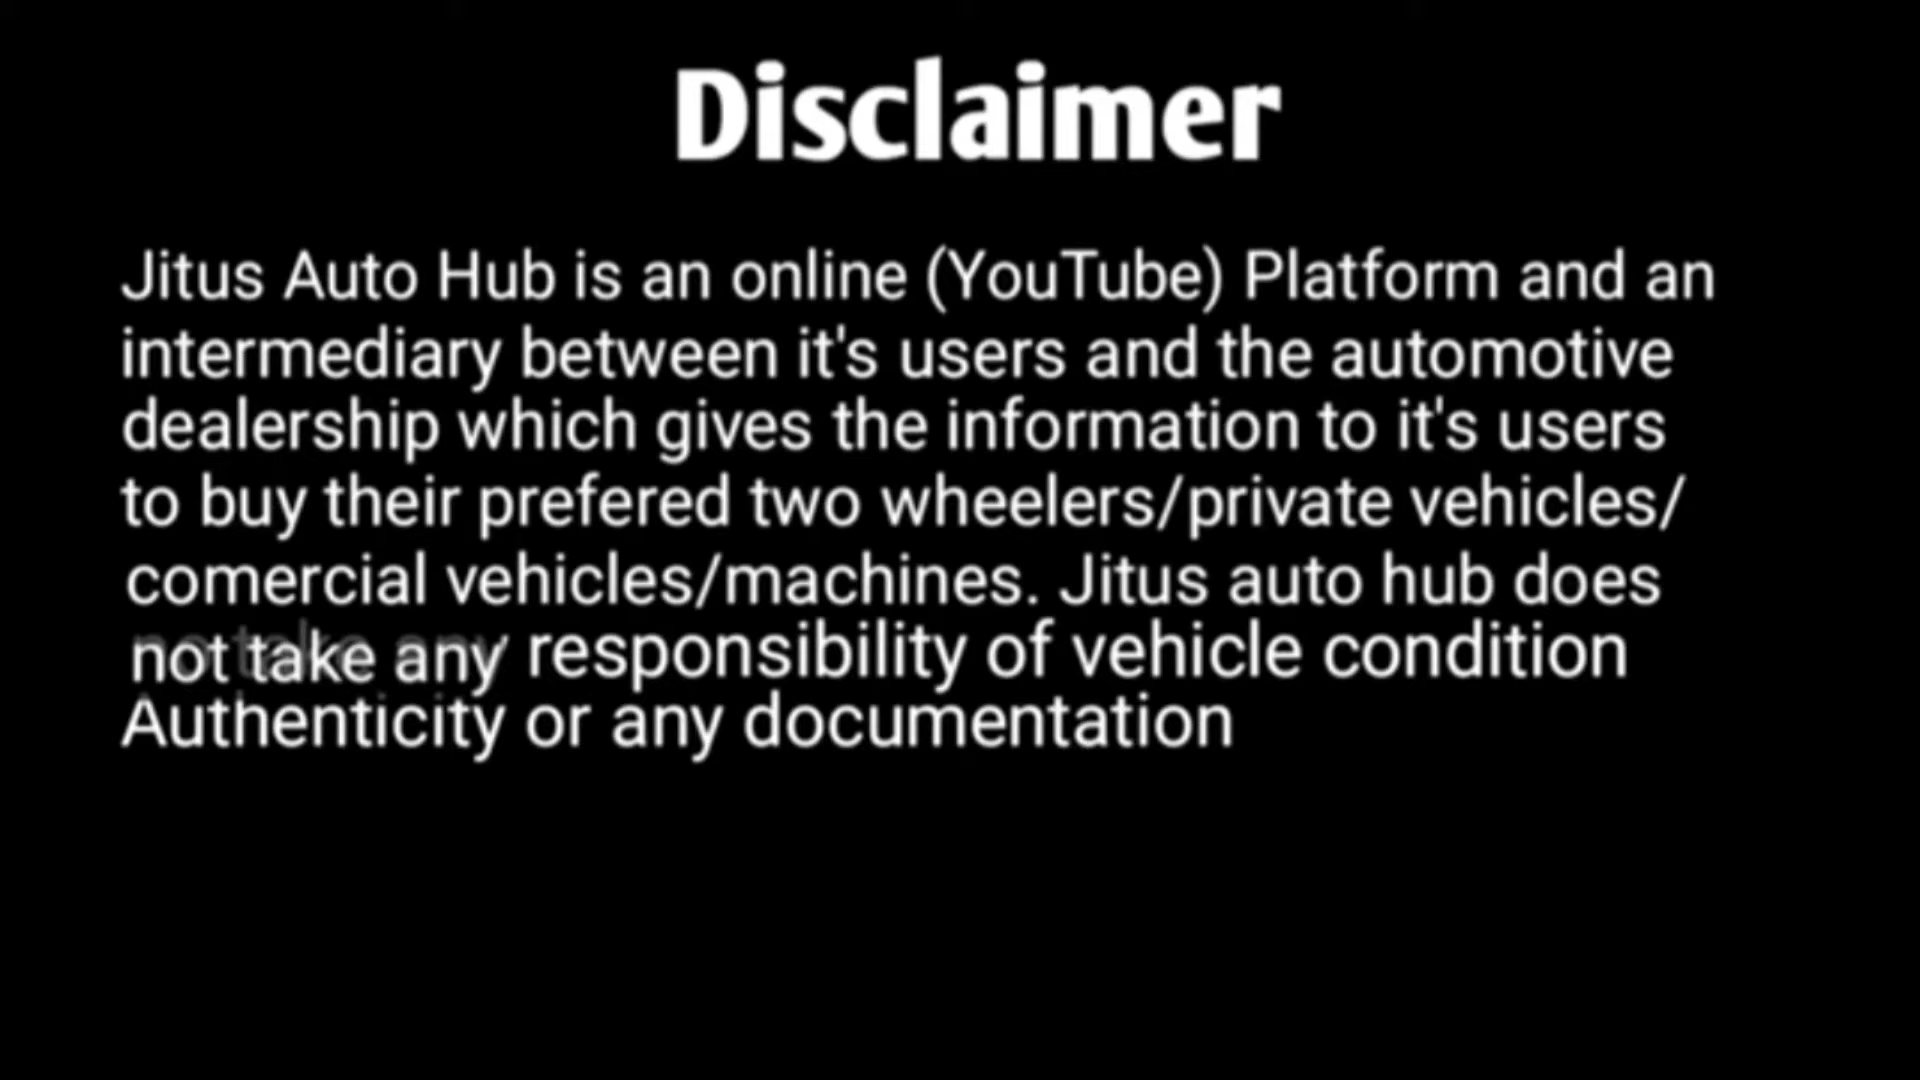 Disclaimer
Jitus Auto Hub is an online (YouTube) Platform and an
intermediary between it's users and the automotive
dealership which gives the information to it's users
to buy their prefered two wheelers/private vehicles/
comercial vehicles/machines. Jitus auto hub does
not take any responsibility of vehicle condition
Authenticity or any documentation